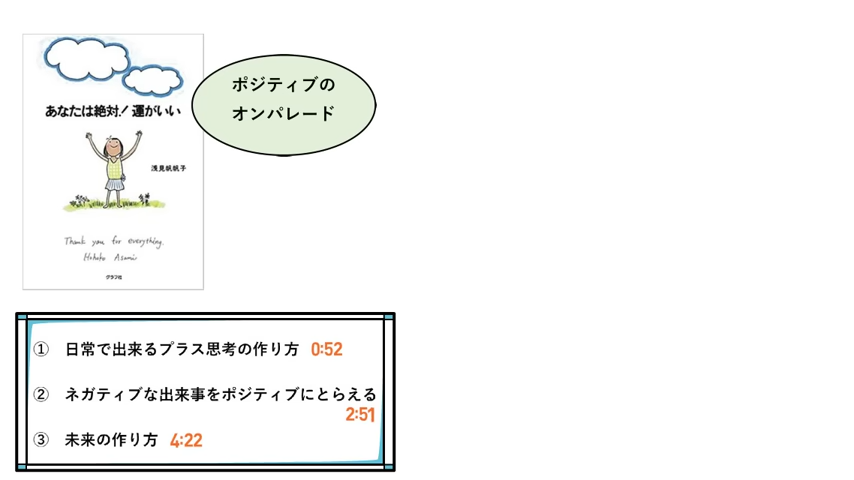 あなたは絶対!運がいい
浅見帆帆子
Thank you for everything.
Hohoko Asami
グラフ社
ポジティブの
オンパレード
① 日常で出来るプラス思考の作り方 0:52
② ネガティブな出来事をポジティブにとらえる
2:51
③ 未来の作り方 4:22